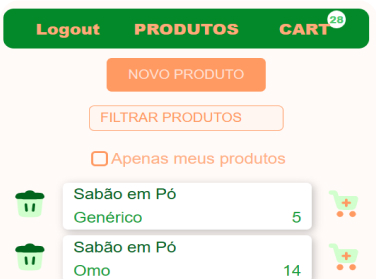 Logout PRODUTOS CART 28
NOVO PRODUTO
FILTRAR PRODUTOS
Apenas meus produtos
Sabão em Pó
Genérico 5
Sabão em Pó
Omo 14